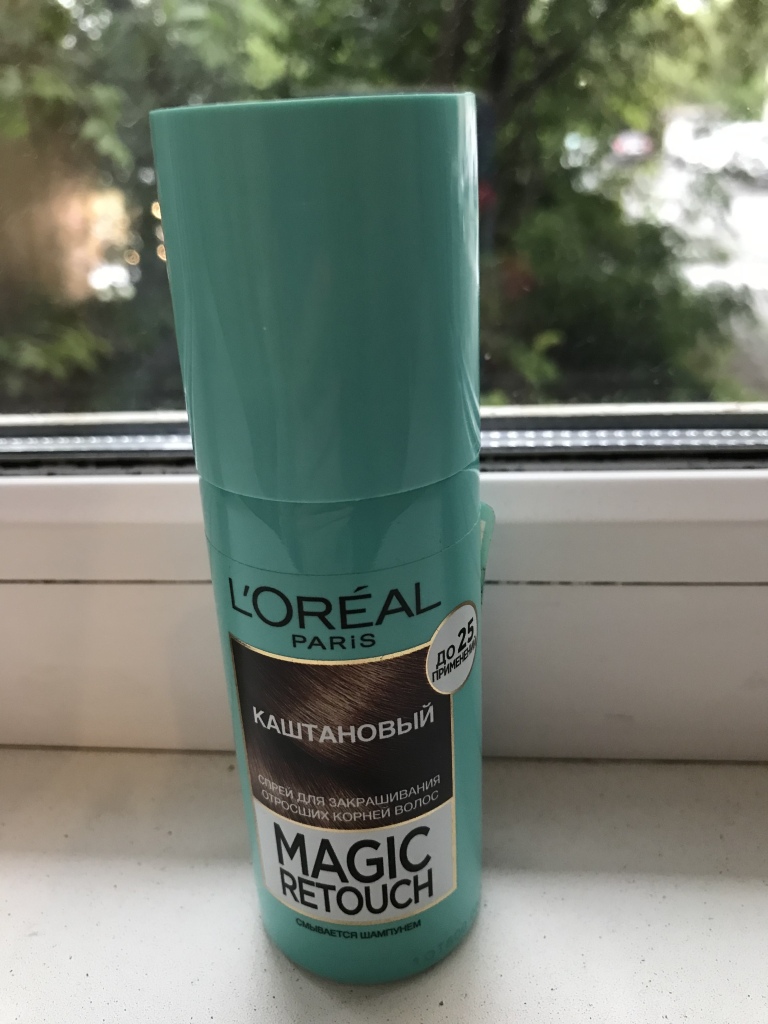 L'ORÉAL
PARIS
ДО 25
ПРИМЕНЕНИЙ
КАШТАНОВЫЙ
СПРЕЙ ДЛЯ ЗАКРАШИВАНИЯ
ОТРОСШИХ КОРНЕЙ ВОЛОС
MAGIC
RETOUCH
СМЫВАЕТСЯ ШАМПУНЕМ